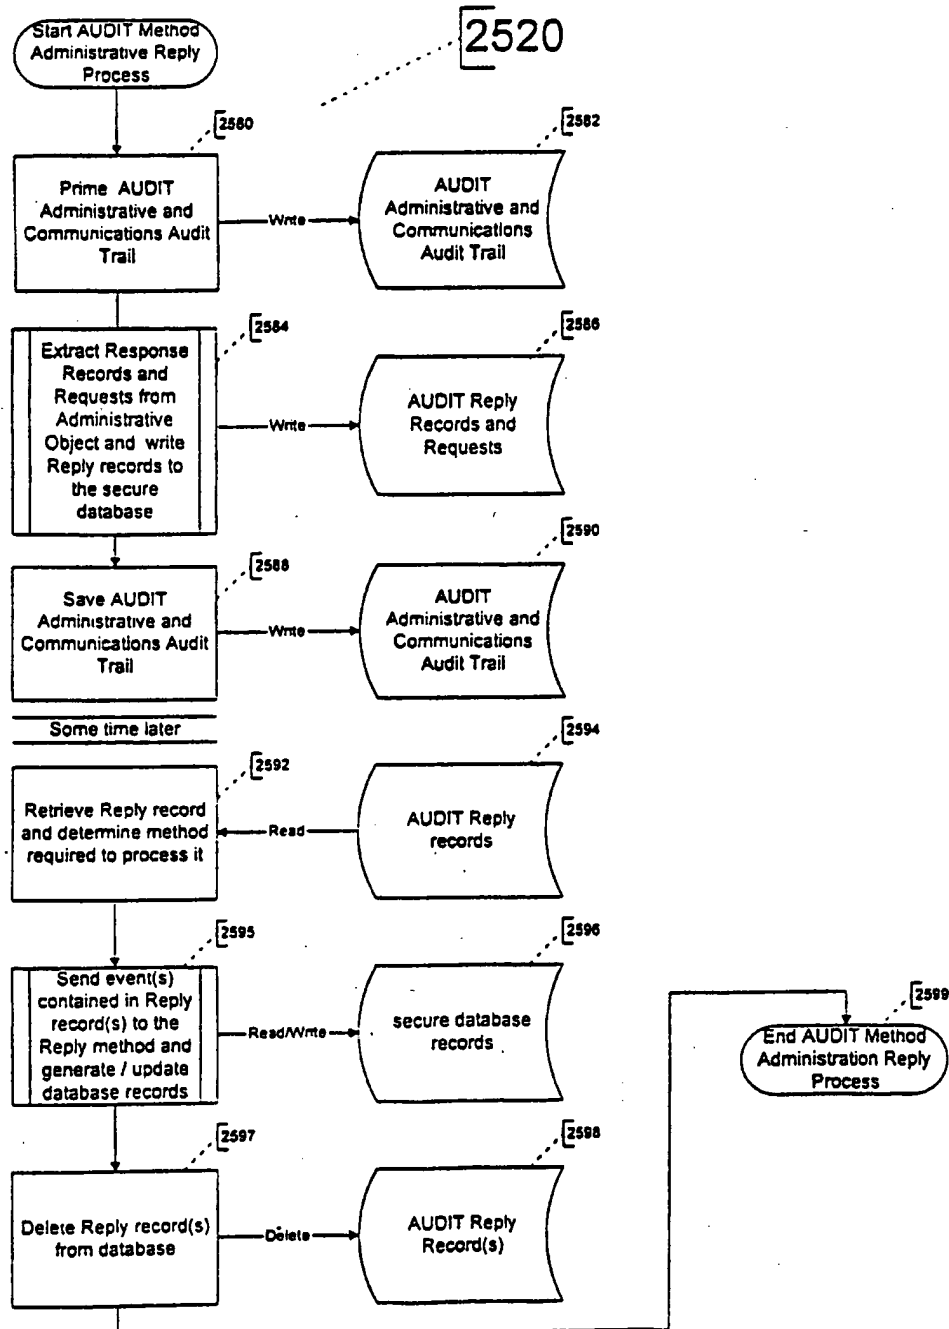 Start AUDIT Method
Administrative Reply
Process
2520
2580
Prime AUDIT
Administrative and
Communications Audit
Trail
Write
2582
AUDIT
Administrative and
Communications
Audit Trail
2584
Extract Response
Records and
Requests from
Administrative
Object and write
Reply records to
the secure
database
Write
2586
AUDIT Reply
Records and
Requests
2588
Save AUDIT
Administrative and
Communications Audit
Trail
Write
2590
AUDIT
Administrative and
Communications
Audit Trail
Some time later
2592
Retrieve Reply record
and determine method
required to process it
Read
2594
AUDIT Reply
records
2595
Send event(s)
contained in Reply
record(s) to the
Reply method and
generate / update
database records
Read/Write
2596
secure database
records
2597
Delete Reply record(s)
from database
Delete
2598
AUDIT Reply
Record(s)
2599
End AUDIT Method
Administration Reply
Process